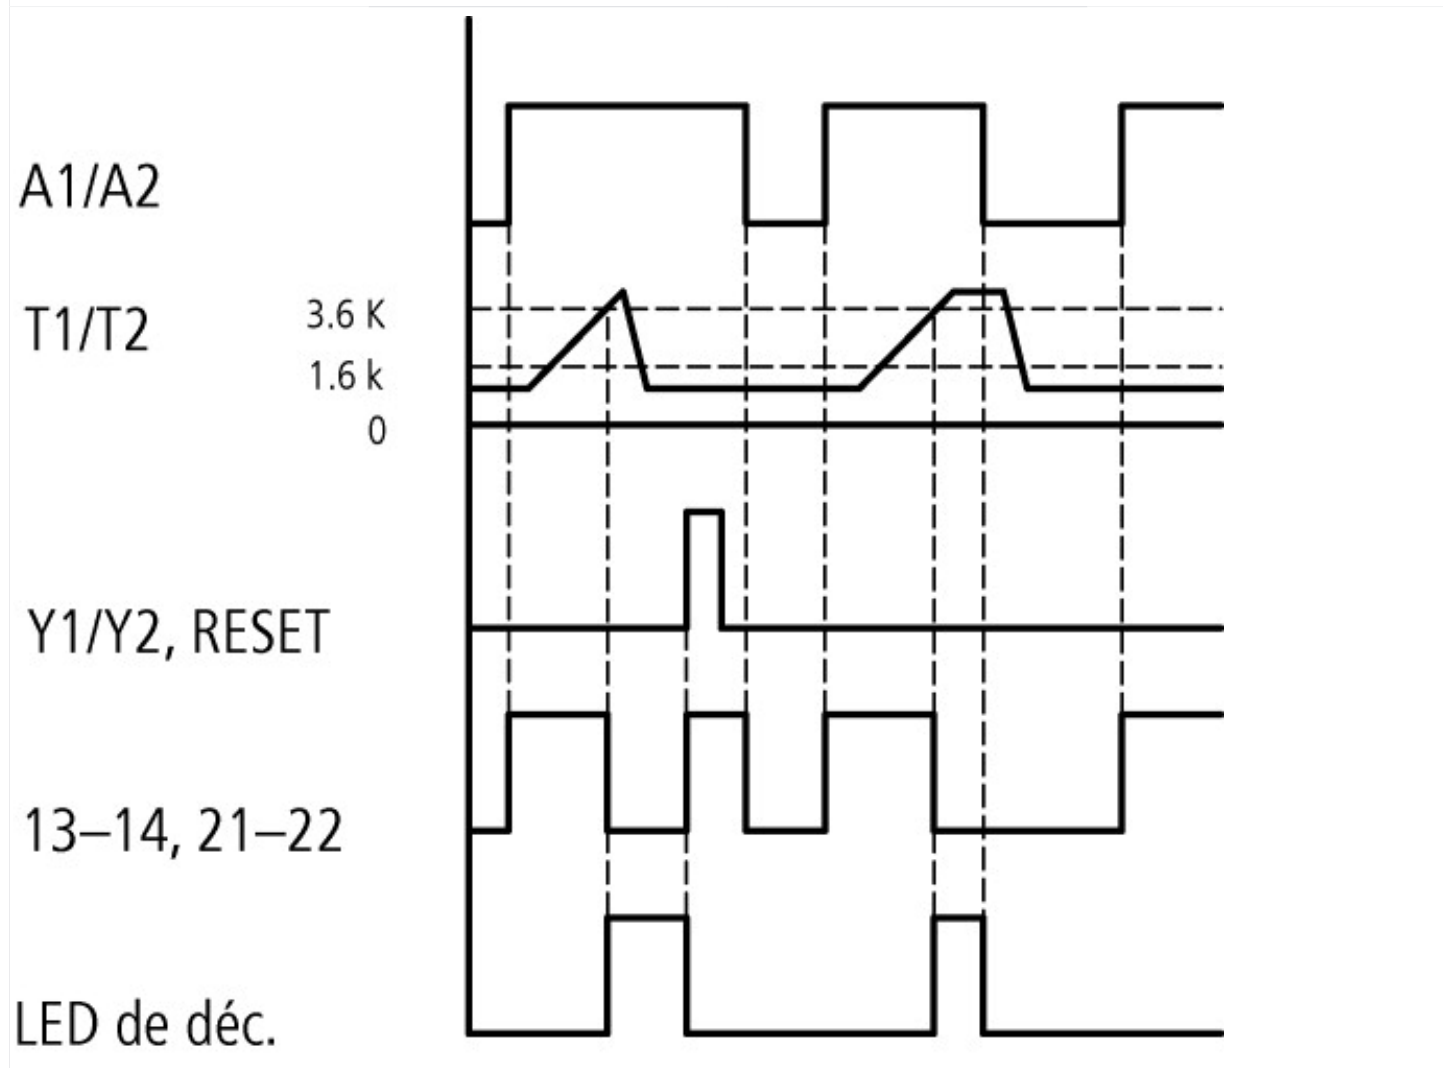 A1/A2
T1/T2
3.6 K
1.6 k
0
Y1/Y2, RESET
13–14, 21–22
LED de déc.